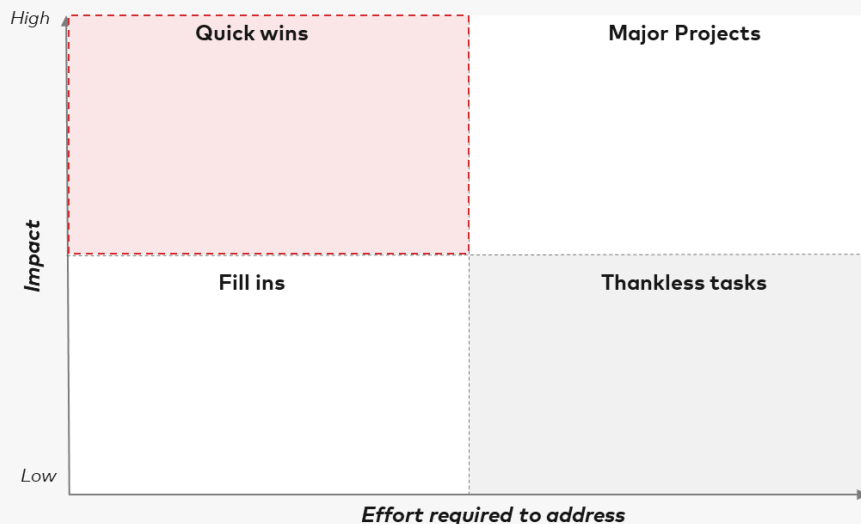 High
Quick wins
Major Projects
Impact
Fill ins
Thankless tasks
Low
Effort required to address